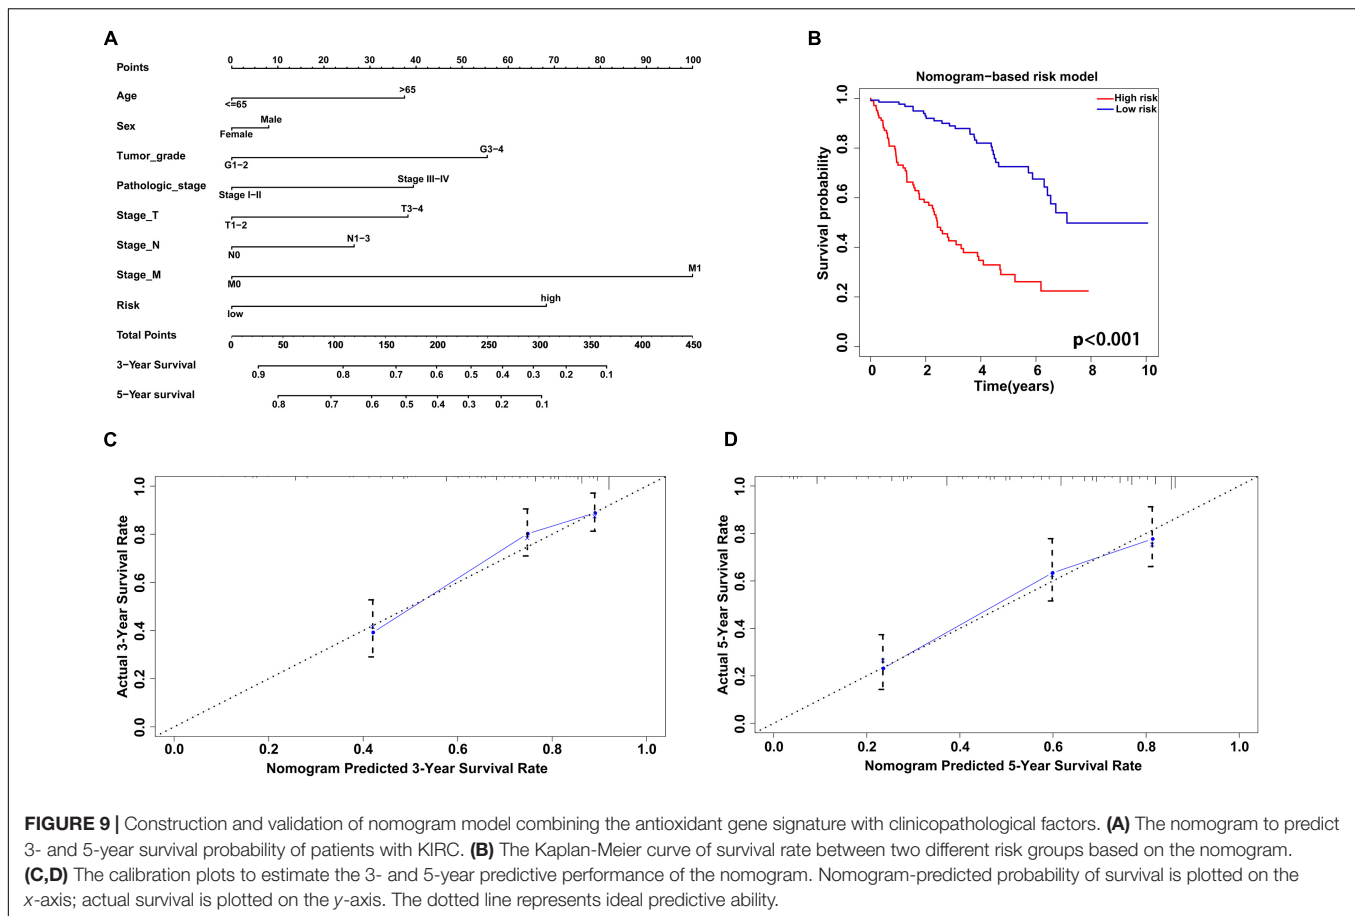 A
Points
0 10 20 30 40 50 60 70 80 90 100
Age
<=65
>65
Sex
Female
Male
Tumor_grade
G1−2
G3−4
Pathologic_stage
Stage I−II
Stage III−IV
Stage_T
T1−2
T3−4
Stage_N
N0
N1−3
Stage_M
M0
M1
Risk
low
high
Total Points
0 50 100 150 200 250 300 350 400 450
3−Year Survival
0.9 0.8 0.7 0.6 0.5 0.4 0.3 0.2 0.1
5−Year survival
0.8 0.7 0.6 0.5 0.4 0.3 0.2 0.1
B
Nomogram−based risk model
High risk
Low risk
Survival probability
1.0
0.8
0.6
0.4
0.2
0.0
p<0.001
0 2 4 6 8 10
Time(years)
C
Actual 3-Year Survival Rate
1.0
0.8
0.6
0.4
0.2
0.0
0.0 0.2 0.4 0.6 0.8 1.0
Nomogram Predicted 3-Year Survival Rate
D
Actual 5-Year Survival Rate
1.0
0.8
0.6
0.4
0.2
0.0
0.0 0.2 0.4 0.6 0.8 1.0
Nomogram Predicted 5-Year Survival Rate
FIGURE 9 | Construction and validation of nomogram model combining the antioxidant gene signature with clinicopathological factors. (A) The nomogram to predict
3- and 5-year survival probability of patients with KIRC. (B) The Kaplan-Meier curve of survival rate between two different risk groups based on the nomogram.
(C,D) The calibration plots to estimate the 3- and 5-year predictive performance of the nomogram. Nomogram-predicted probability of survival is plotted on the
x-axis; actual survival is plotted on the y-axis. The dotted line represents ideal predictive ability.